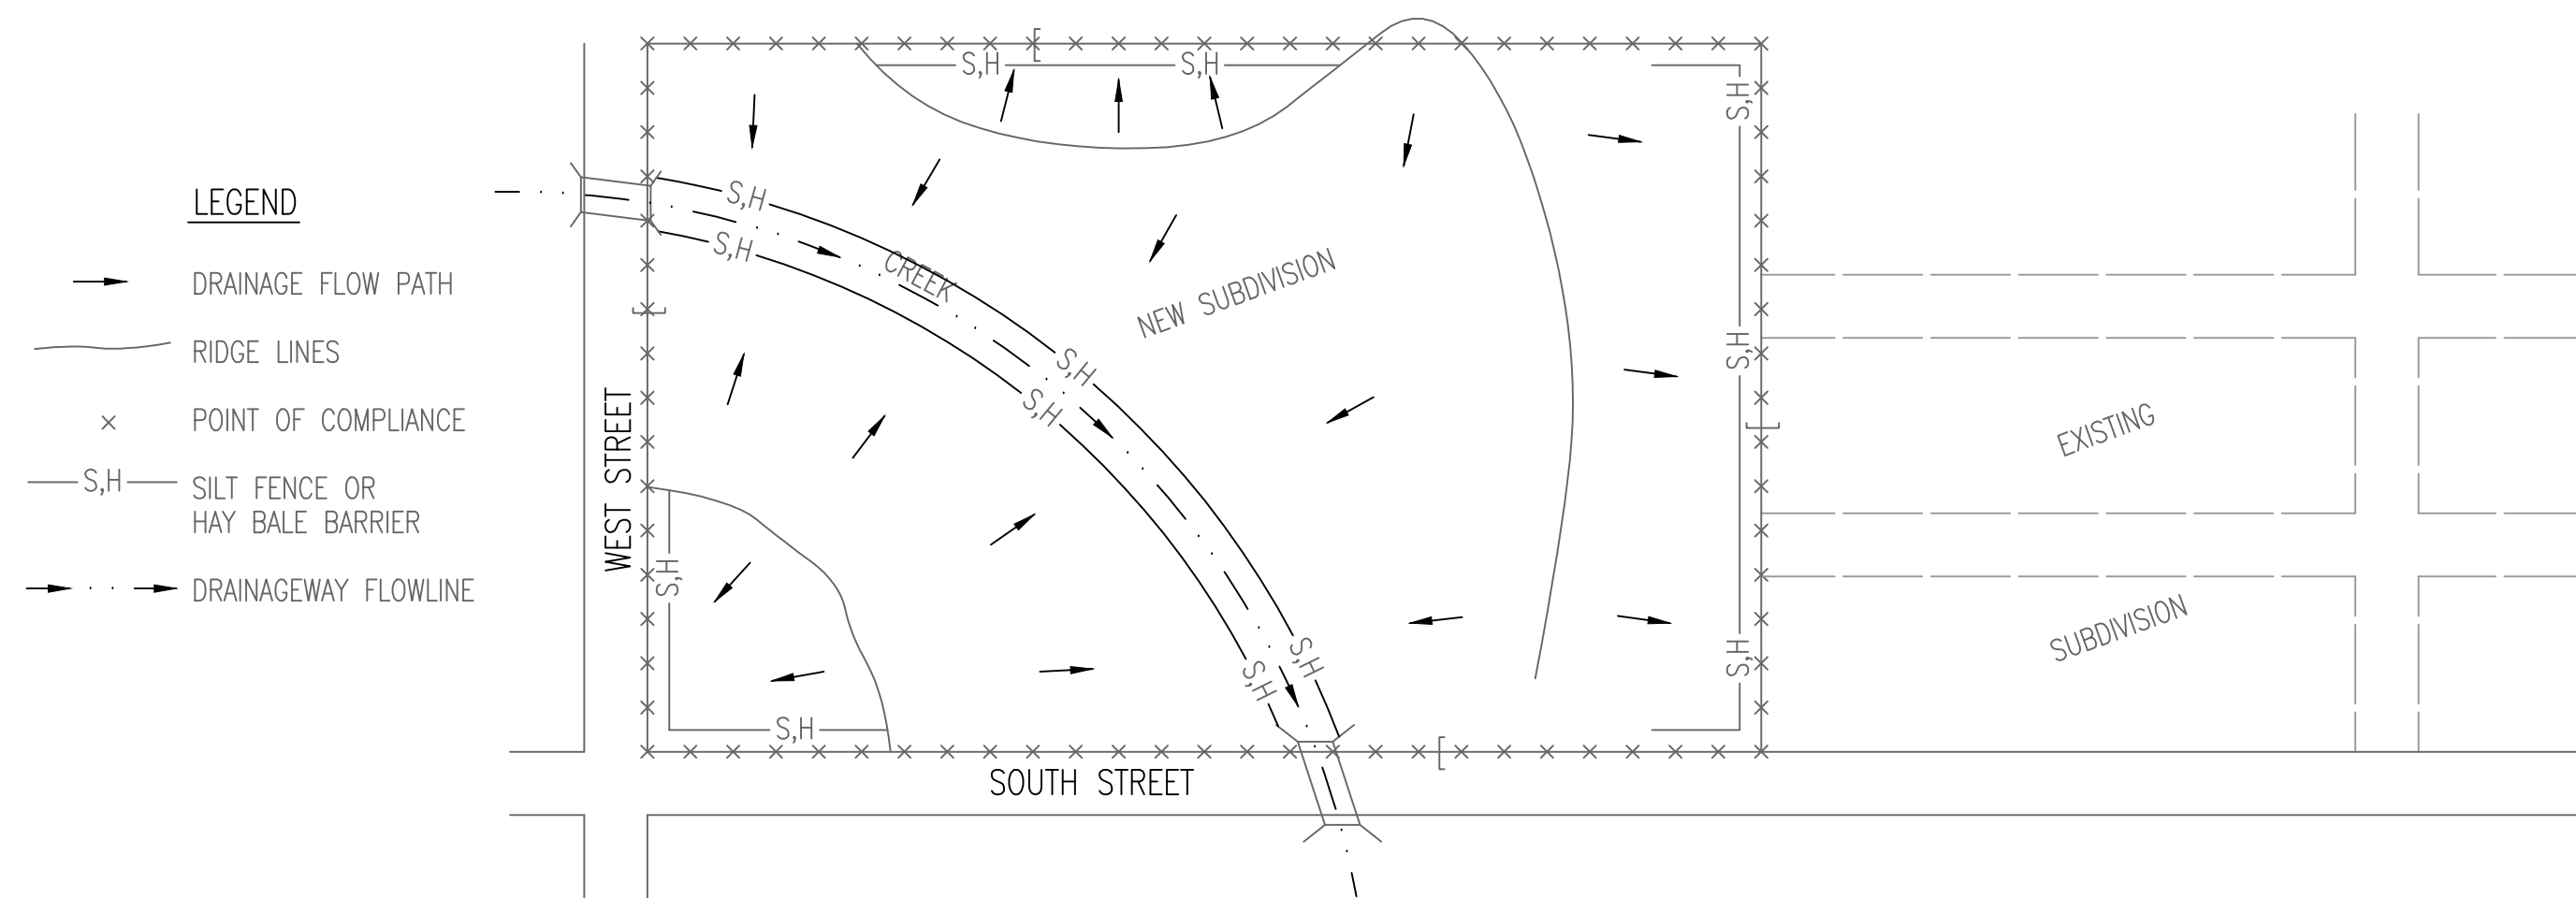 LEGEND
DRAINAGE FLOW PATH
RIDGE LINES
POINT OF COMPLIANCE
S,H
SILT FENCE OR
HAY BALE BARRIER
DRAINAGEWAY FLOWLINE
S,H
S,H
S,H
S,H
S,H
CREEK
NEW SUBDIVISION
S,H
S,H
S,H
WEST STREET
EXISTING
S,H
SUBDIVISION
S,H
S,H
S,H
S,H
SOUTH STREET